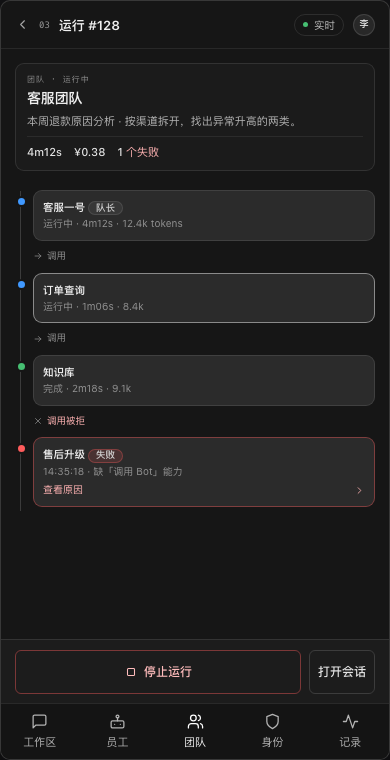 03 运行 #128 实时 李
团队 · 运行中
客服团队
本周退款原因分析 · 按渠道拆开，找出异常升高的两类。
4m12s ¥0.38 1 个失败
客服一号 队长
运行中 · 4m12s · 12.4k tokens
→ 调用
订单查询
运行中 · 1m06s · 8.4k
→ 调用
知识库
完成 · 2m18s · 9.1k
× 调用被拒
售后升级 失败
14:35:18 · 缺「调用 Bot」能力
查看原因
停止运行 打开会话
工作区 员工 团队 身份 记录